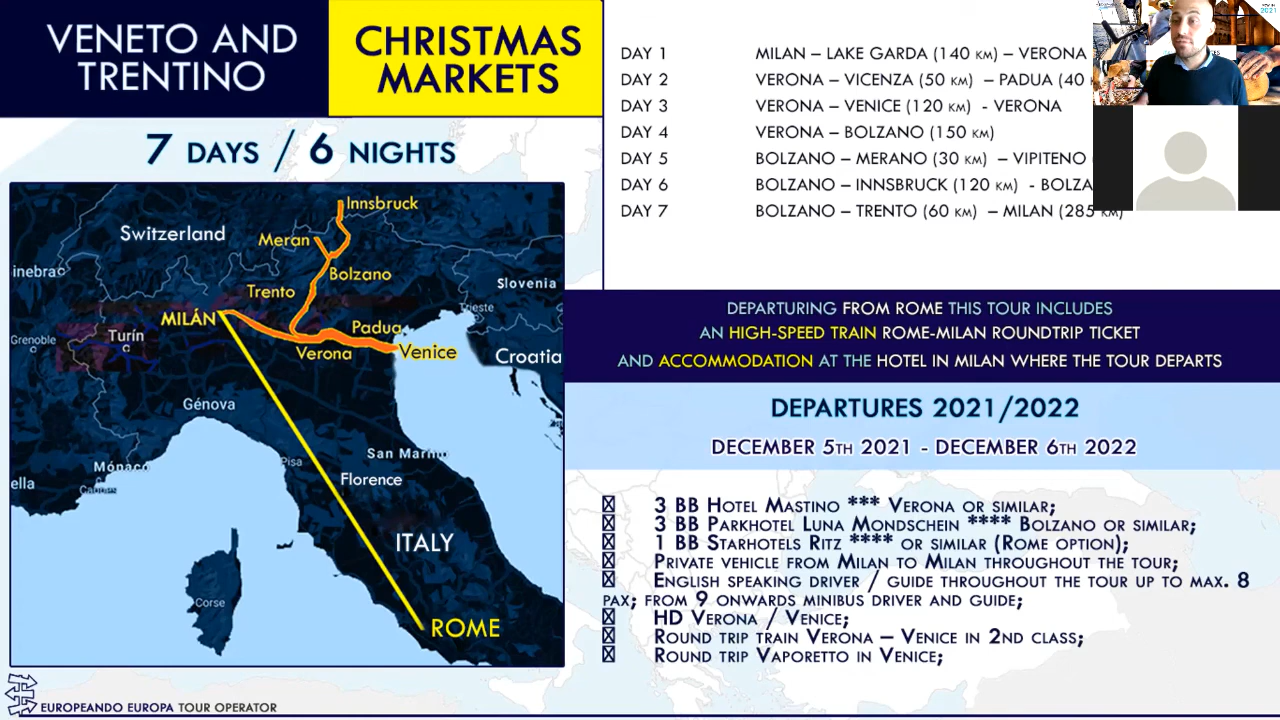 VENETO AND
TRENTINO
CHRISTMAS
MARKETS
7 DAYS / 6 NIGHTS
Innsbruck
Switzerland
Meran
Bolzano
Slovenia
Trento
Trieste
MILÁN
Padua
Grenoble
Turín
Verona
Venice
Croatia
Génova
San Marin
Mónaco
Pisa
Florence
ella
Cannes
ITALY
Corse
ROME
EUROPEANDO EUROPA TOUR OPERATOR
DAY 1 MILAN – LAKE GARDA (140 KM) – VERONA
DAY 2 VERONA – VICENZA (50 KM) – PADUA (40
DAY 3 VERONA – VENICE (120 KM) - VERONA
DAY 4 VERONA – BOLZANO (150 KM)
DAY 5 BOLZANO – MERANO (30 KM) – VIPITENO
DAY 6 BOLZANO – INNSBRUCK (120 KM) - BOLZA
DAY 7 BOLZANO – TRENTO (60 KM) – MILAN (285 KM)
2021
DEPARTURING FROM ROME THIS TOUR INCLUDES
AN HIGH-SPEED TRAIN ROME-MILAN ROUNDTRIP TICKET
AND ACCOMMODATION AT THE HOTEL IN MILAN WHERE THE TOUR DEPARTS
DEPARTURES 2021/2022
DECEMBER 5TH 2021 - DECEMBER 6TH 2022
3 BB HOTEL MASTINO *** VERONA OR SIMILAR;
3 BB PARKHOTEL LUNA MONDSCHEIN **** BOLZANO OR SIMILAR;
1 BB STARHOTELS RITZ **** OR SIMILAR (ROME OPTION);
PRIVATE VEHICLE FROM MILAN TO MILAN THROUGHOUT THE TOUR;
ENGLISH SPEAKING DRIVER / GUIDE THROUGHOUT THE TOUR UP TO MAX. 8
PAX; FROM 9 ONWARDS MINIBUS DRIVER AND GUIDE;
HD VERONA / VENICE;
ROUND TRIP TRAIN VERONA – VENICE IN 2ND CLASS;
ROUND TRIP VAPORETTO IN VENICE;